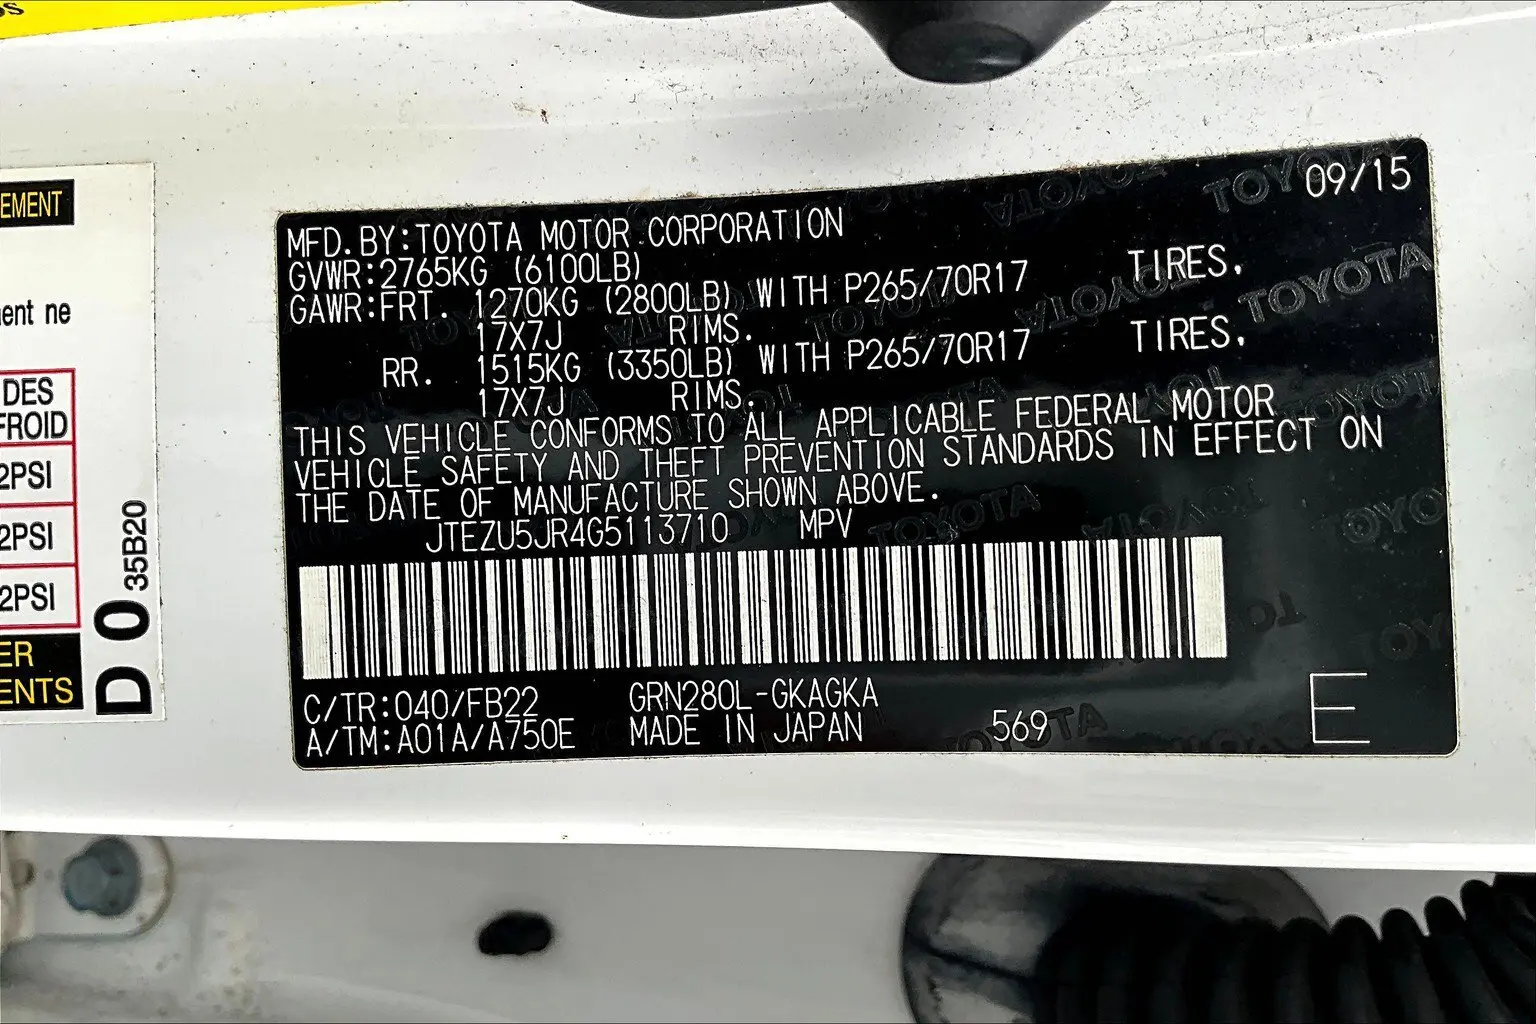 EMENT
ent ne
DES
FROID
2PSI
2PSI
2PSI
ER
ENTS
D 0 35B20
09/15
MFD.BY:TOYOTA MOTOR CORPORATION
GVWR:2765KG (6100LB)
GAWR:FRT. 1270KG (2800LB) WITH P265/70R17 TIRES.
17X7J RIMS.
RR. 1515KG (3350LB) WITH P265/70R17 TIRES.
17X7J RIMS.
THIS VEHICLE CONFORMS TO ALL APPLICABLE FEDERAL MOTOR
VEHICLE SAFETY AND THEFT PREVENTION STANDARDS IN EFFECT ON
THE DATE OF MANUFACTURE SHOWN ABOVE.
JTEZU5JR4G5113710 MPV
C/TR:040/FB22 GRN280L-GKAGKA
A/TM:A01A/A750E MADE IN JAPAN 569 E